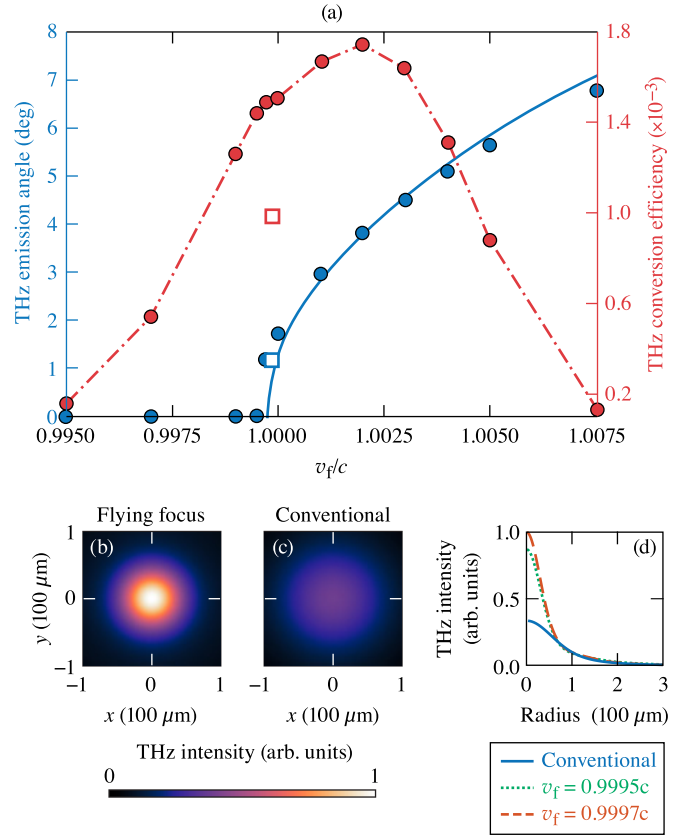 (a)
THz emission angle (deg)
8
7
6
5
4
3
2
1
0
THz conversion efficiency (×10−3)
1.8
1.4
1.0
0.6
0.2
0.9950 0.9975 1.0000 1.0025 1.0050 1.0075
vf/c
Flying focus
(b)
y (100 μm)
1
0
−1
−1 0 1
x (100 μm)
Conventional
(c)
−1 0 1
x (100 μm)
(d)
THz intensity
(arb. units)
1.0
0.5
0.0
0 1 2 3
Radius (100 μm)
THz intensity (arb. units)
0 1
Conventional
vf = 0.9995c
vf = 0.9997c